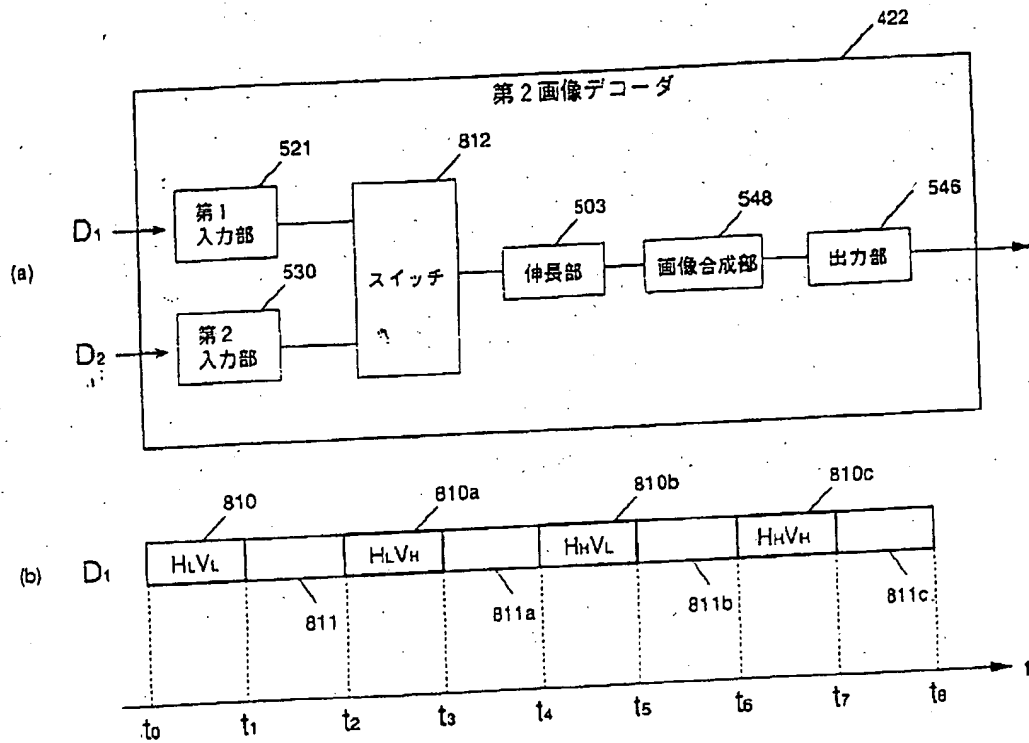 422
第2画像デコーダ
521
812
第1
入力部
503
548
546
D₁
(a)
スイッチ
伸長部
画像合成部
出力部
530
第2
入力部
D₂
810
810a
810b
810c
(b)
D₁
HLVL
HLVH
HHVL
HHVH
811
811a
811b
811c
t
t₀
t₁
t₂
t₃
t₄
t₅
t₆
t₇
t₈